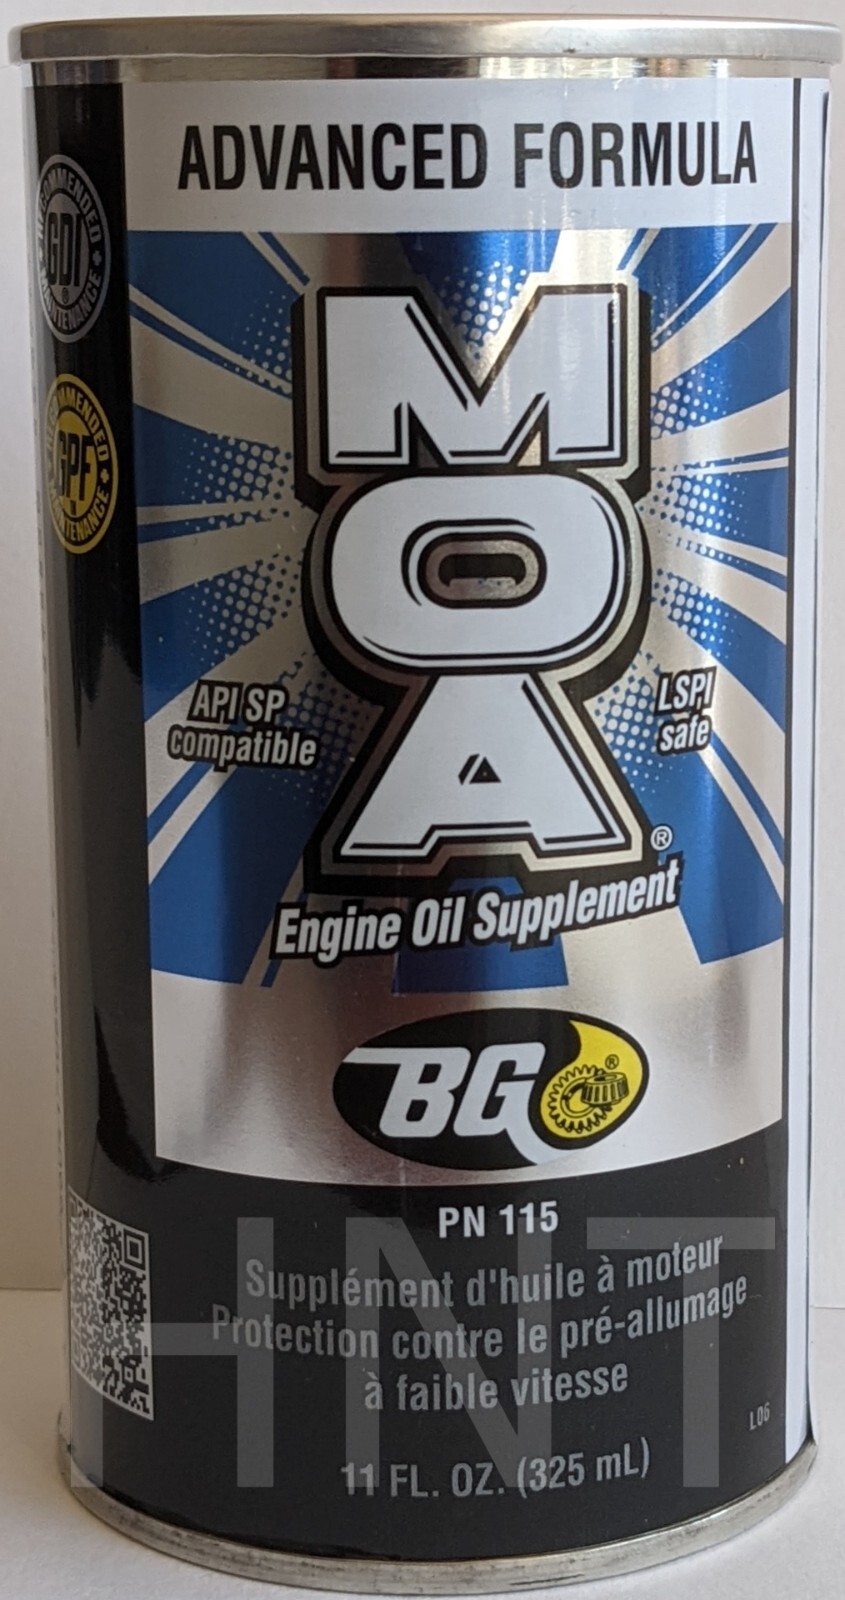 ADVANCED FORMULA
RECOMMENDED
GDI
MAINTENANCE
RECOMMENDED
GPF
MAINTENANCE
MOA®
API SP
compatible
LSPI
safe
Engine Oil Supplement
BG®
PN 115
Supplément d'huile à moteur
Protection contre le pré-allumage
à faible vitesse
L06
11 FL. OZ. (325 mL)
HNT